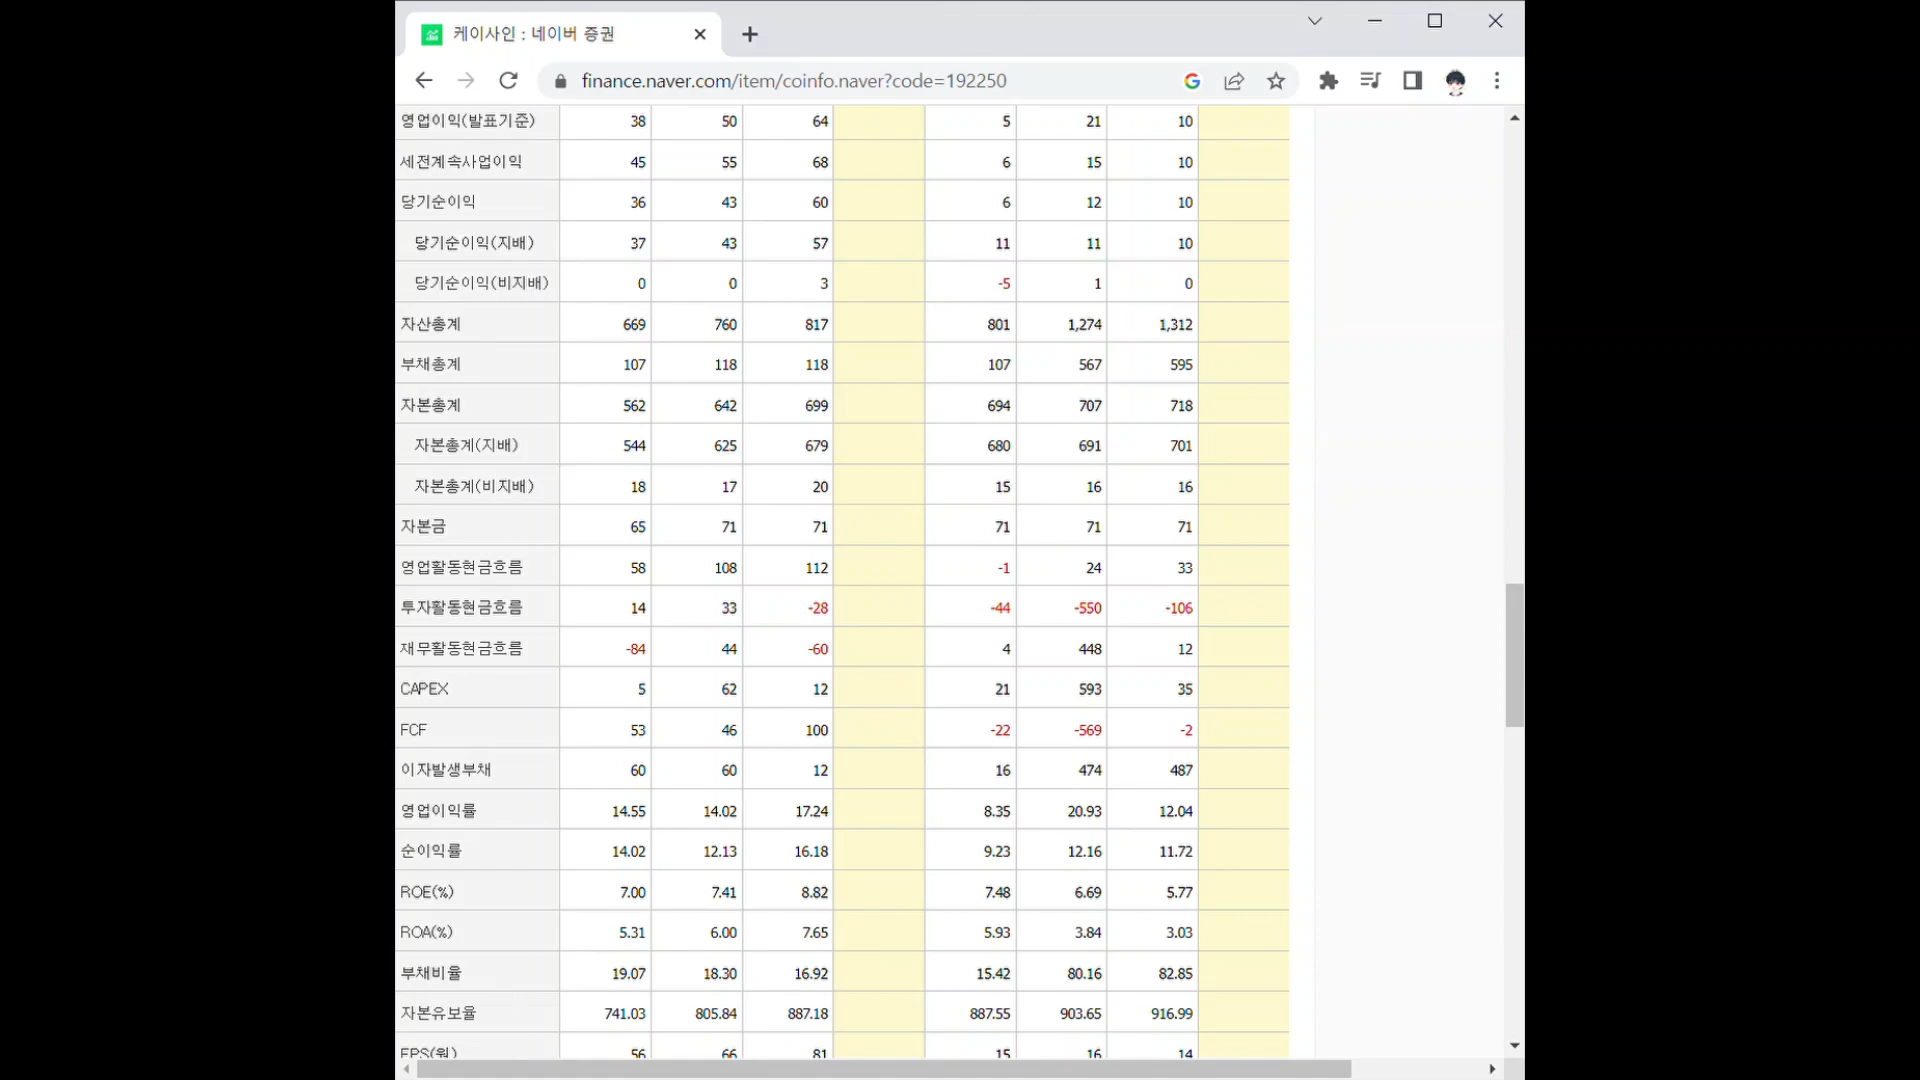 케이사인 : 네이버 증권
finance.naver.com/item/coinfo.naver?code=192250
영업이익(발표기준) 38 50 64 5 21 10
세전계속사업이익 45 55 68 6 15 10
당기순이익 36 43 60 6 12 10
당기순이익(지배) 37 43 57 11 11 10
당기순이익(비지배) 0 0 3 -5 1 0
자산총계 669 760 817 801 1,274 1,312
부채총계 107 118 118 107 567 595
자본총계 562 642 699 694 707 718
자본총계(지배) 544 625 679 680 691 701
자본총계(비지배) 18 17 20 15 16 16
자본금 65 71 71 71 71 71
영업활동현금흐름 58 108 112 -1 24 33
투자활동현금흐름 14 33 -28 -44 -550 -106
재무활동현금흐름 -84 44 -60 4 448 12
CAPEX 5 62 12 21 593 35
FCF 53 46 100 -22 -569 -2
이자발생부채 60 60 12 16 474 487
영업이익률 14.55 14.02 17.24 8.35 20.93 12.04
순이익률 14.02 12.13 16.18 9.23 12.16 11.72
ROE(%) 7.00 7.41 8.82 7.48 6.69 5.77
ROA(%) 5.31 6.00 7.65 5.93 3.84 3.03
부채비율 19.07 18.30 16.92 15.42 80.16 82.85
자본유보율 741.03 805.84 887.18 887.55 903.65 916.99
EPS(원) 56 66 81 15 16 14